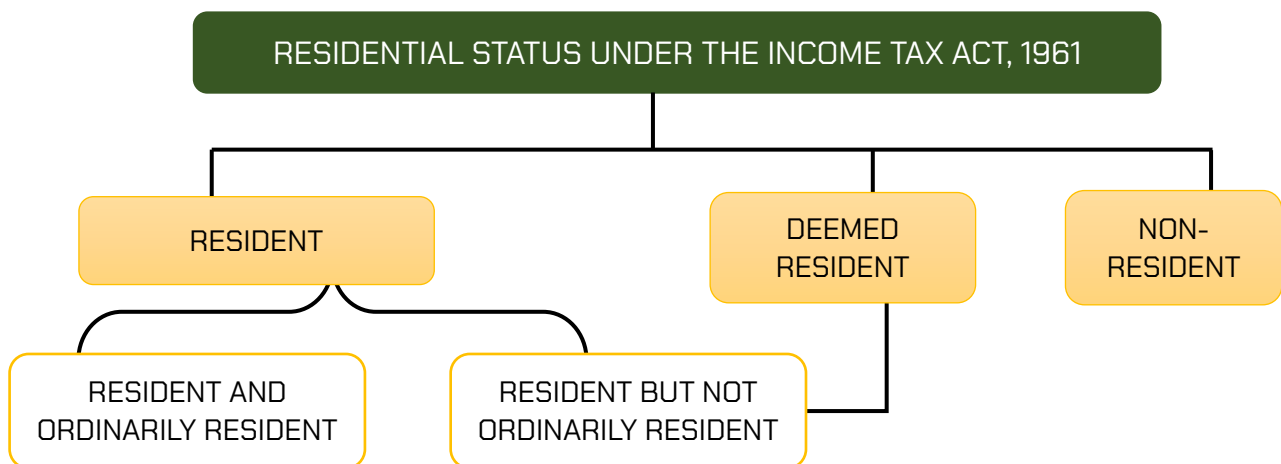 RESIDENTIAL STATUS UNDER THE INCOME TAX ACT, 1961
RESIDENT
DEEMED
RESIDENT
NON-
RESIDENT
RESIDENT AND
ORDINARILY RESIDENT
RESIDENT BUT NOT
ORDINARILY RESIDENT